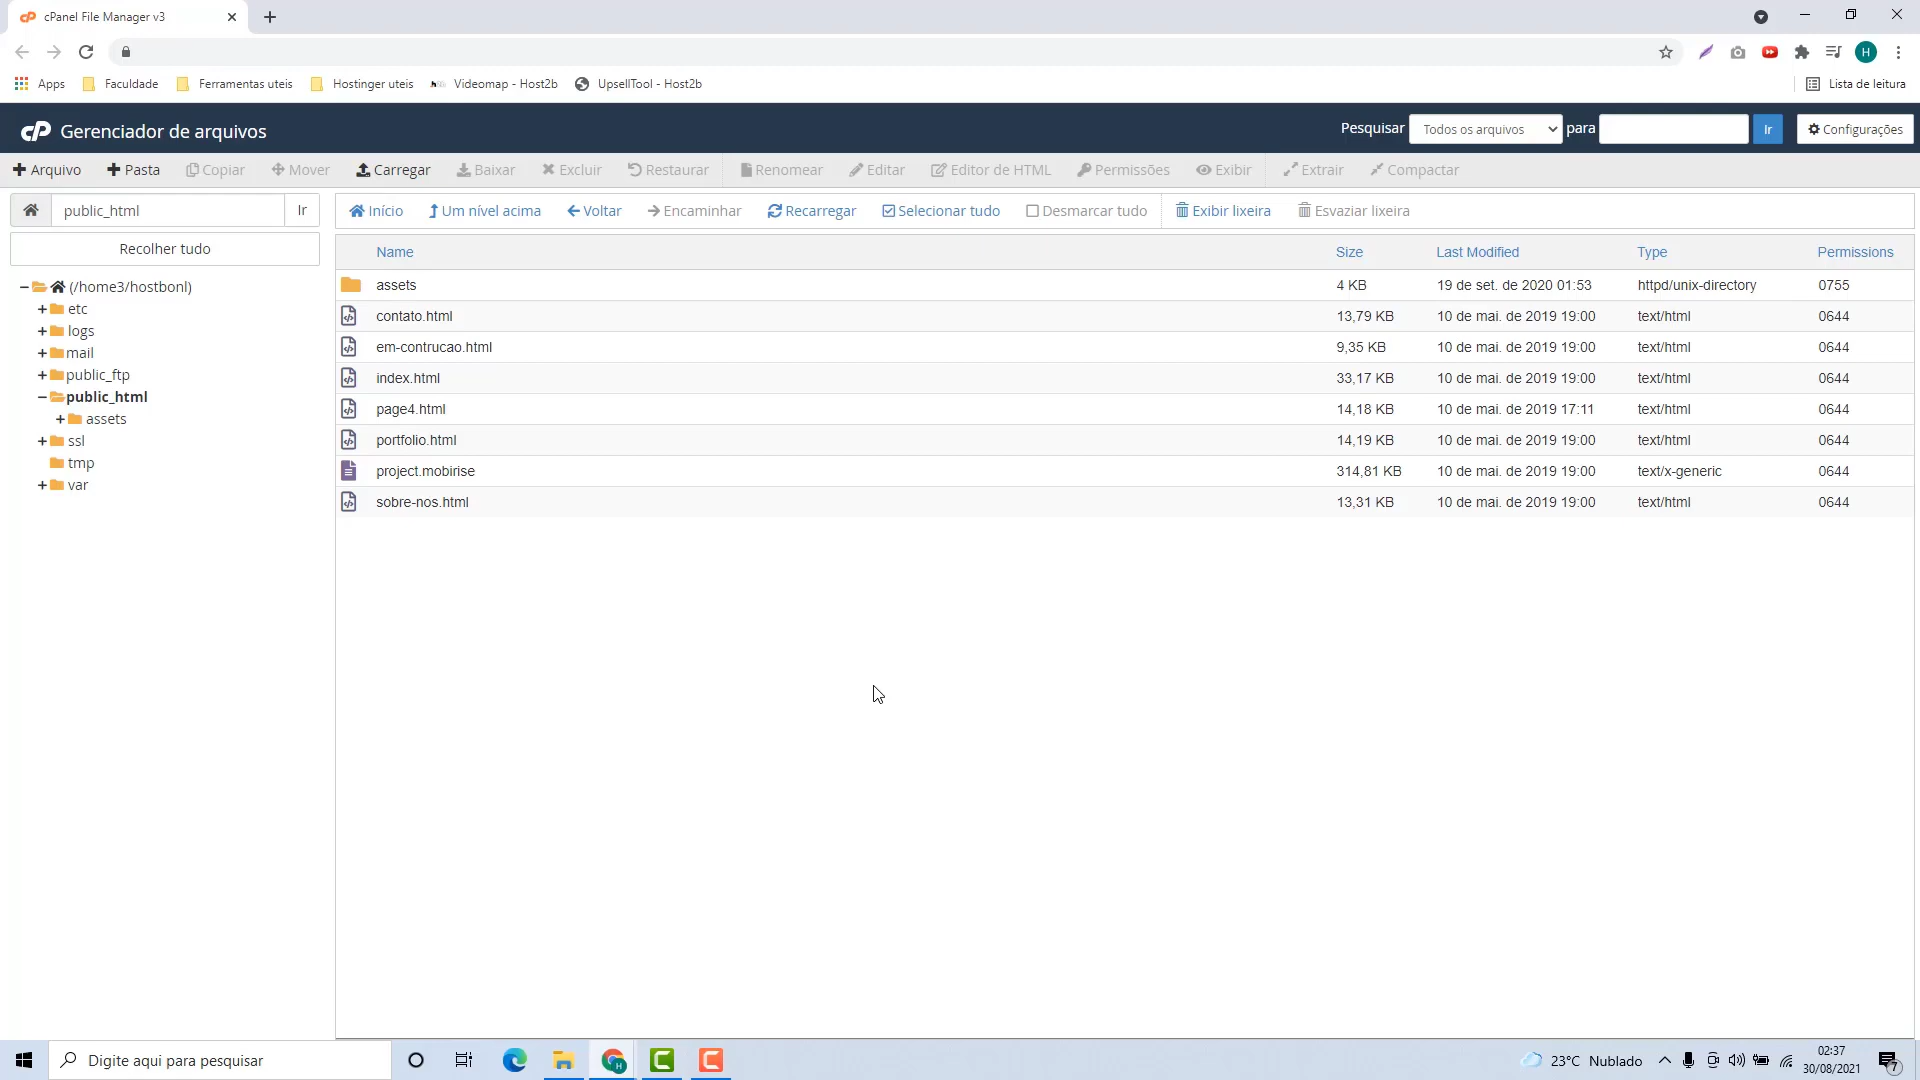 cPanel File Manager v3
Apps Faculdade Ferramentas uteis Hostinger uteis Videomap - Host2b UpsellTool - Host2b Lista de leitura
cP Gerenciador de arquivos Pesquisar Todos os arquivos para Ir Configurações
Arquivo Pasta Copiar Mover Carregar Baixar Excluir Restaurar Renomear Editar Editor de HTML Permissões Exibir Extrair Compactar
public_html Ir Início Um nível acima Voltar Encaminhar Recarregar Selecionar tudo Desmarcar tudo Exibir lixeira Esvaziar lixeira
Recolher tudo
(/home3/hostbonl)
etc
logs
mail
public_ftp
public_html
assets
ssl
tmp
var
Name Size Last Modified Type Permissions
assets 4 KB 19 de set. de 2020 01:53 httpd/unix-directory 0755
contato.html 13,79 KB 10 de mai. de 2019 19:00 text/html 0644
em-contrucao.html 9,35 KB 10 de mai. de 2019 19:00 text/html 0644
index.html 33,17 KB 10 de mai. de 2019 19:00 text/html 0644
page4.html 14,18 KB 10 de mai. de 2019 17:11 text/html 0644
portfolio.html 14,19 KB 10 de mai. de 2019 19:00 text/html 0644
project.mobirise 314,81 KB 10 de mai. de 2019 19:00 text/x-generic 0644
sobre-nos.html 13,31 KB 10 de mai. de 2019 19:00 text/html 0644
Digite aqui para pesquisar 23°C Nublado 02:37
30/08/2021 7